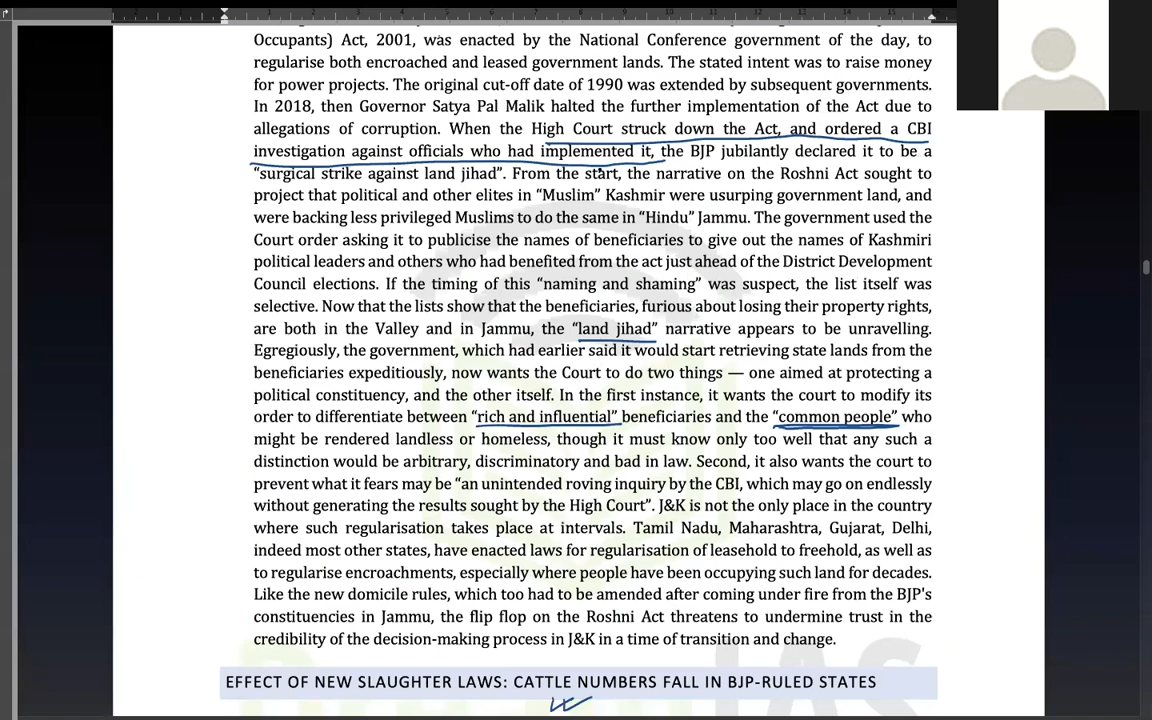 Occupants) Act, 2001, was enacted by the National Conference government of the day, to
regularise both encroached and leased government lands. The stated intent was to raise money
for power projects. The original cut-off date of 1990 was extended by subsequent governments.
In 2018, then Governor Satya Pal Malik halted the further implementation of the Act due to
allegations of corruption. When the High Court struck down the Act, and ordered a CBI
investigation against officials who had implemented it, the BJP jubilantly declared it to be a
“surgical strike against land jihad”. From the start, the narrative on the Roshni Act sought to
project that political and other elites in “Muslim” Kashmir were usurping government land, and
were backing less privileged Muslims to do the same in “Hindu” Jammu. The government used the
Court order asking it to publicise the names of beneficiaries to give out the names of Kashmiri
political leaders and others who had benefited from the act just ahead of the District Development
Council elections. If the timing of this “naming and shaming” was suspect, the list itself was
selective. Now that the lists show that the beneficiaries, furious about losing their property rights,
are both in the Valley and in Jammu, the “land jihad” narrative appears to be unravelling.
Egregiously, the government, which had earlier said it would start retrieving state lands from the
beneficiaries expeditiously, now wants the Court to do two things — one aimed at protecting a
political constituency, and the other itself. In the first instance, it wants the court to modify its
order to differentiate between “rich and influential” beneficiaries and the “common people” who
might be rendered landless or homeless, though it must know only too well that any such a
distinction would be arbitrary, discriminatory and bad in law. Second, it also wants the court to
prevent what it fears may be “an unintended roving inquiry by the CBI, which may go on endlessly
without generating the results sought by the High Court”. J&K is not the only place in the country
where such regularisation takes place at intervals. Tamil Nadu, Maharashtra, Gujarat, Delhi,
indeed most other states, have enacted laws for regularisation of leasehold to freehold, as well as
to regularise encroachments, especially where people have been occupying such land for decades.
Like the new domicile rules, which too had to be amended after coming under fire from the BJP's
constituencies in Jammu, the flip flop on the Roshni Act threatens to undermine trust in the
credibility of the decision-making process in J&K in a time of transition and change.
EFFECT OF NEW SLAUGHTER LAWS: CATTLE NUMBERS FALL IN BJP-RULED STATES